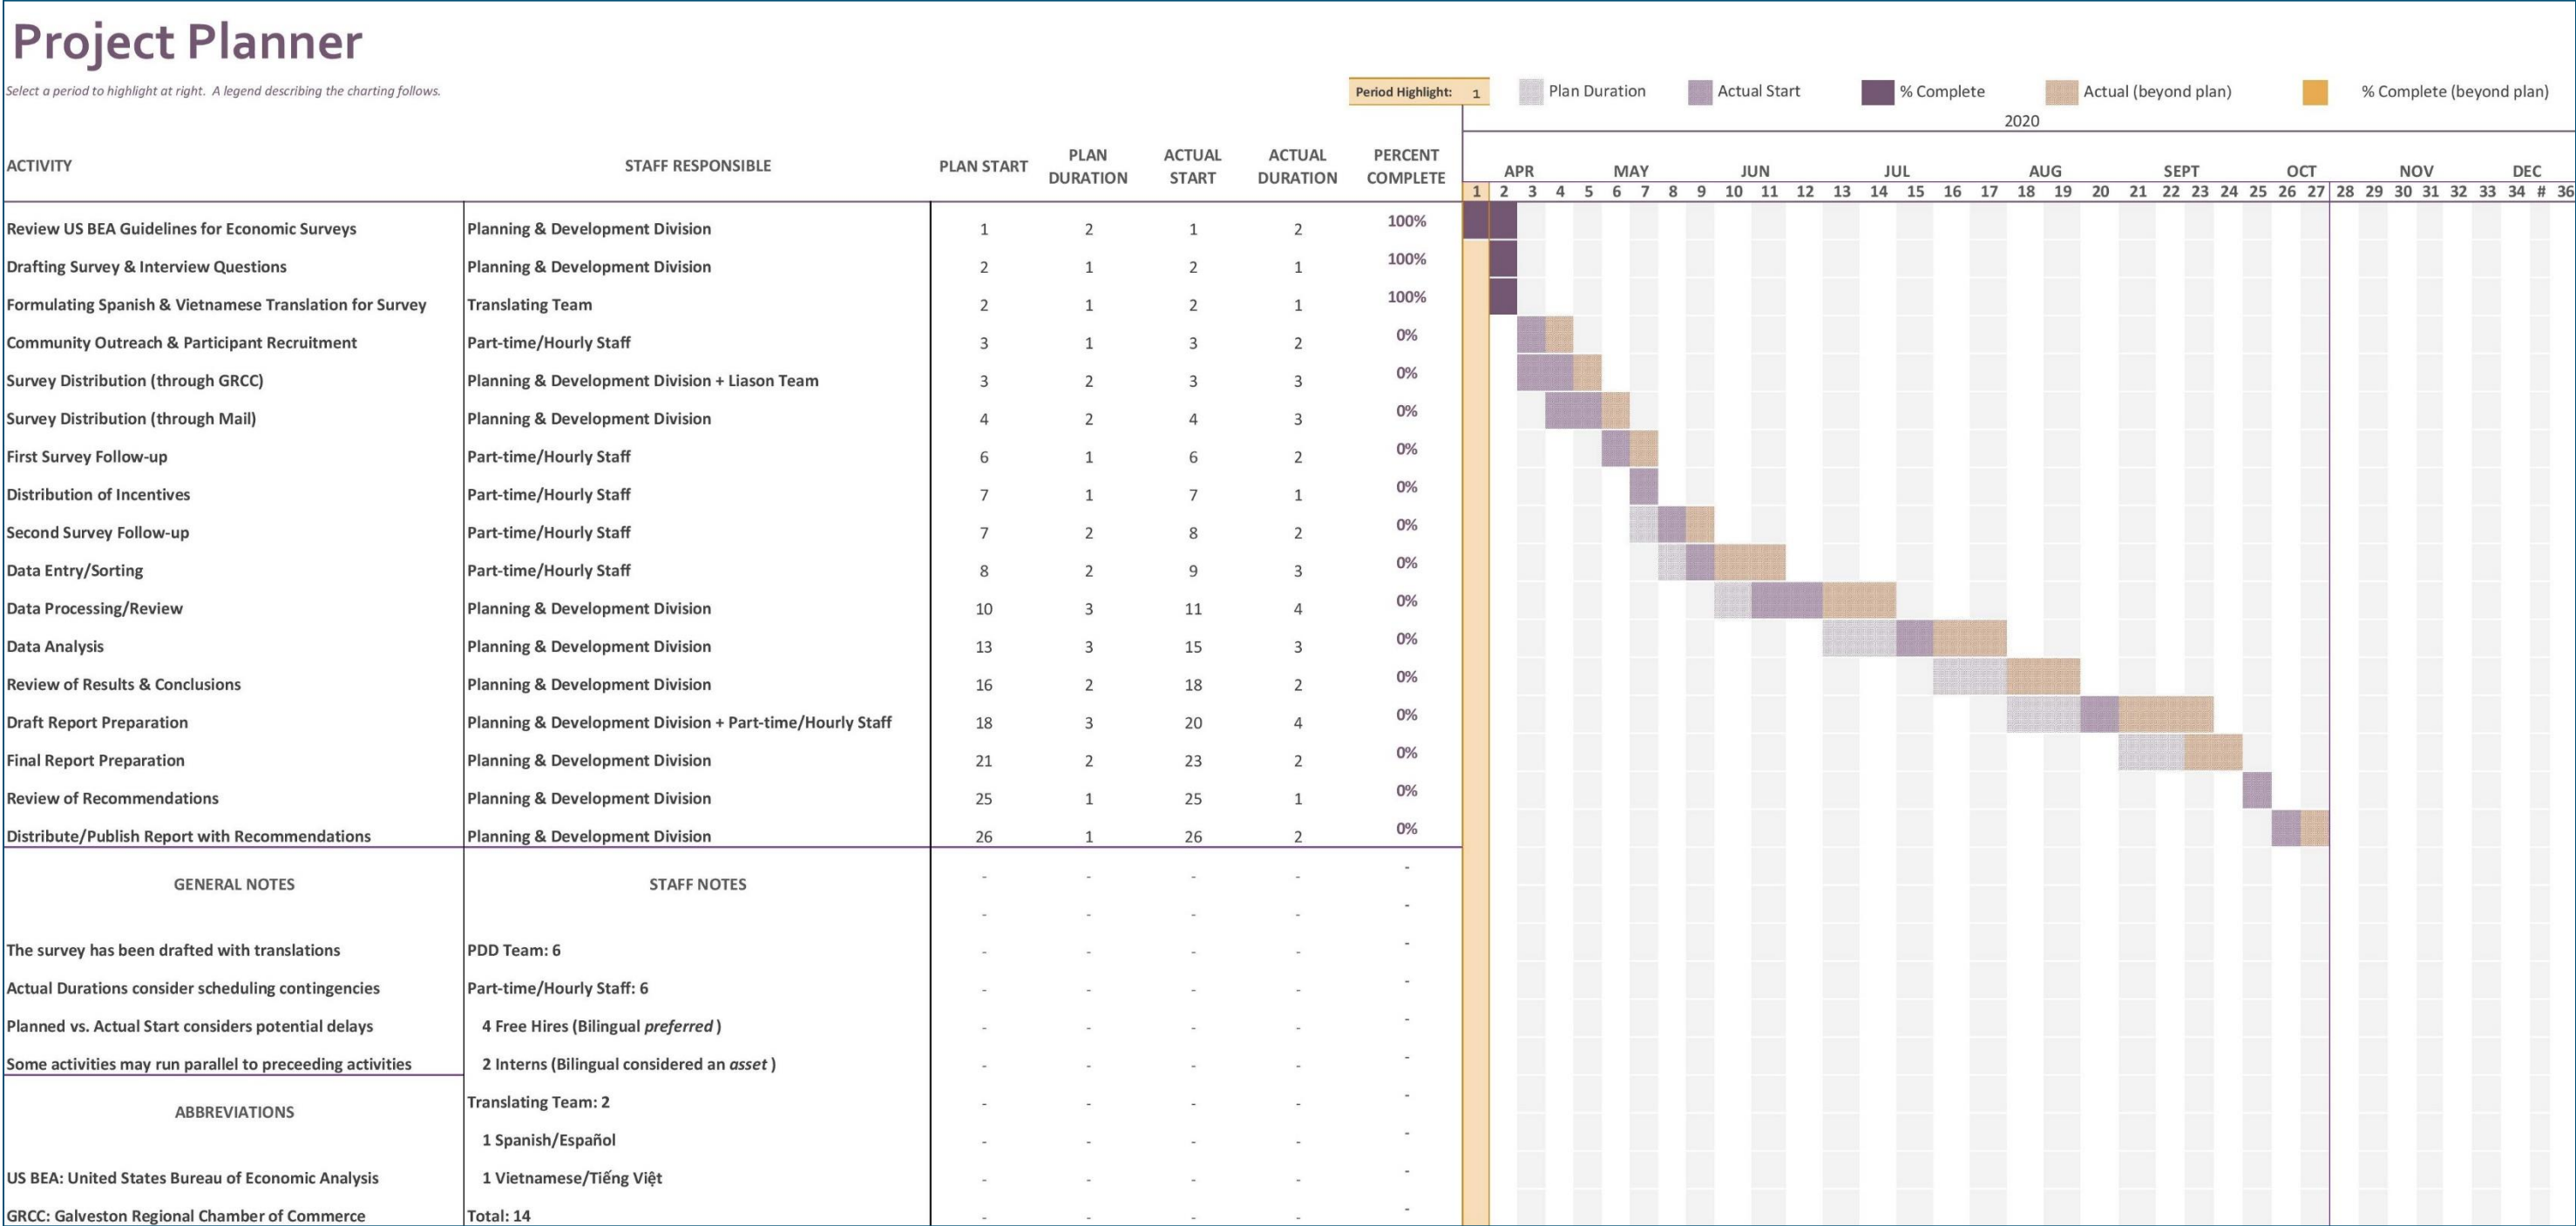 Project Planner
Select a period to highlight at right. A legend describing the charting follows.
Period Highlight: 1 Plan Duration Actual Start % Complete Actual (beyond plan) % Complete (beyond plan)
2020
ACTIVITY STAFF RESPONSIBLE PLAN START PLAN DURATION ACTUAL START ACTUAL DURATION PERCENT COMPLETE APR MAY JUN JUL AUG SEPT OCT NOV DEC
1 2 3 4 5 6 7 8 9 10 11 12 13 14 15 16 17 18 19 20 21 22 23 24 25 26 27 28 29 30 31 32 33 34 # 36
Review US BEA Guidelines for Economic Surveys Planning & Development Division 1 2 1 2 100%
Drafting Survey & Interview Questions Planning & Development Division 2 1 2 1 100%
Formulating Spanish & Vietnamese Translation for Survey Translating Team 2 1 2 1 100%
Community Outreach & Participant Recruitment Part-time/Hourly Staff 3 1 3 2 0%
Survey Distribution (through GRCC) Planning & Development Division + Liason Team 3 2 3 3 0%
Survey Distribution (through Mail) Planning & Development Division 4 2 4 3 0%
First Survey Follow-up Part-time/Hourly Staff 6 1 6 2 0%
Distribution of Incentives Part-time/Hourly Staff 7 1 7 1 0%
Second Survey Follow-up Part-time/Hourly Staff 7 2 8 2 0%
Data Entry/Sorting Part-time/Hourly Staff 8 2 9 3 0%
Data Processing/Review Planning & Development Division 10 3 11 4 0%
Data Analysis Planning & Development Division 13 3 15 3 0%
Review of Results & Conclusions Planning & Development Division 16 2 18 2 0%
Draft Report Preparation Planning & Development Division + Part-time/Hourly Staff 18 3 20 4 0%
Final Report Preparation Planning & Development Division 21 2 23 2 0%
Review of Recommendations Planning & Development Division 25 1 25 1 0%
Distribute/Publish Report with Recommendations Planning & Development Division 26 1 26 2 0%
GENERAL NOTES STAFF NOTES - - - - -
- - - - -
The survey has been drafted with translations PDD Team: 6 - - - - -
Actual Durations consider scheduling contingencies Part-time/Hourly Staff: 6 - - - - -
Planned vs. Actual Start considers potential delays 4 Free Hires (Bilingual preferred ) - - - - -
Some activities may run parallel to preceeding activities 2 Interns (Bilingual considered an asset ) - - - - -
ABBREVIATIONS Translating Team: 2 - - - - -
1 Spanish/Español - - - - -
US BEA: United States Bureau of Economic Analysis 1 Vietnamese/Tiếng Việt - - - - -
GRCC: Galveston Regional Chamber of Commerce Total: 14 - - - - -